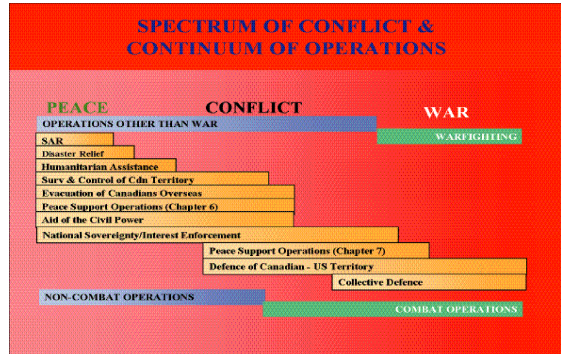 SPECTRUM OF CONFLICT &
CONTINUUM OF OPERATIONS
PEACE CONFLICT WAR
OPERATIONS OTHER THAN WAR
WARFIGHTING
SAR
Disaster Relief
Humanitarian Assistance
Surv & Control of Cdn Territory
Evacuation of Canadians Overseas
Peace Support Operations (Chapter 6)
Aid of the Civil Power
National Sovereignty/Interest Enforcement
Peace Support Operations (Chapter 7)
Defence of Canadian - US Territory
Collective Defence
NON-COMBAT OPERATIONS
COMBAT OPERATIONS